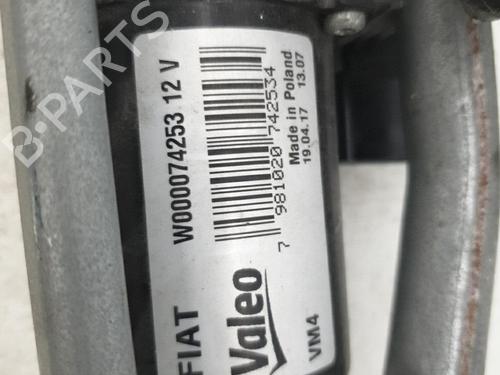 W000074253 12 V
7 981020 742534
Made in Poland
19.04.17 13.07
FIAT
Valeo
VM4
B-PARTS